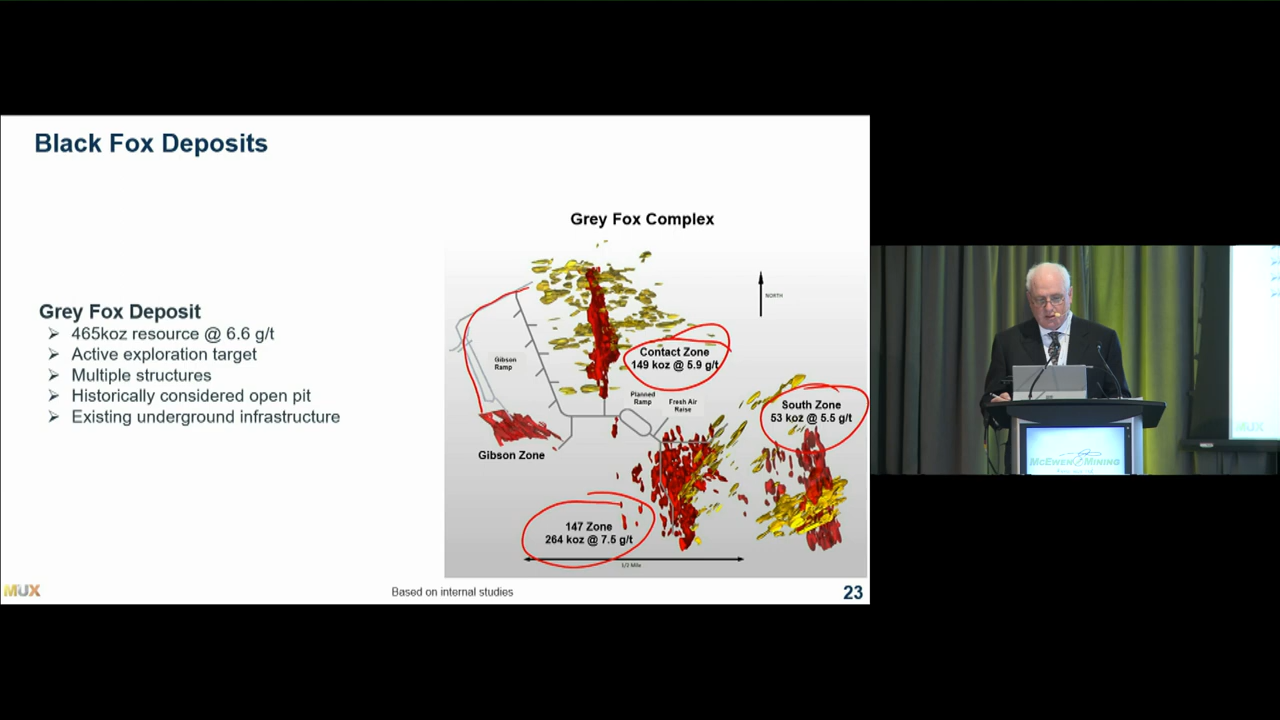 Black Fox Deposits
Grey Fox Complex
Grey Fox Deposit
465koz resource @ 6.6 g/t
Active exploration target
Multiple structures
Historically considered open pit
Existing underground infrastructure
NORTH
Gibson
Ramp
Contact Zone
149 koz @ 5.9 g/t
Planned
Ramp
Fresh Air
Raise
South Zone
53 koz @ 5.5 g/t
Gibson Zone
147 Zone
264 koz @ 7.5 g/t
1/2 Mile
MUX
Based on internal studies
23
MCEWEN MINING
MUX